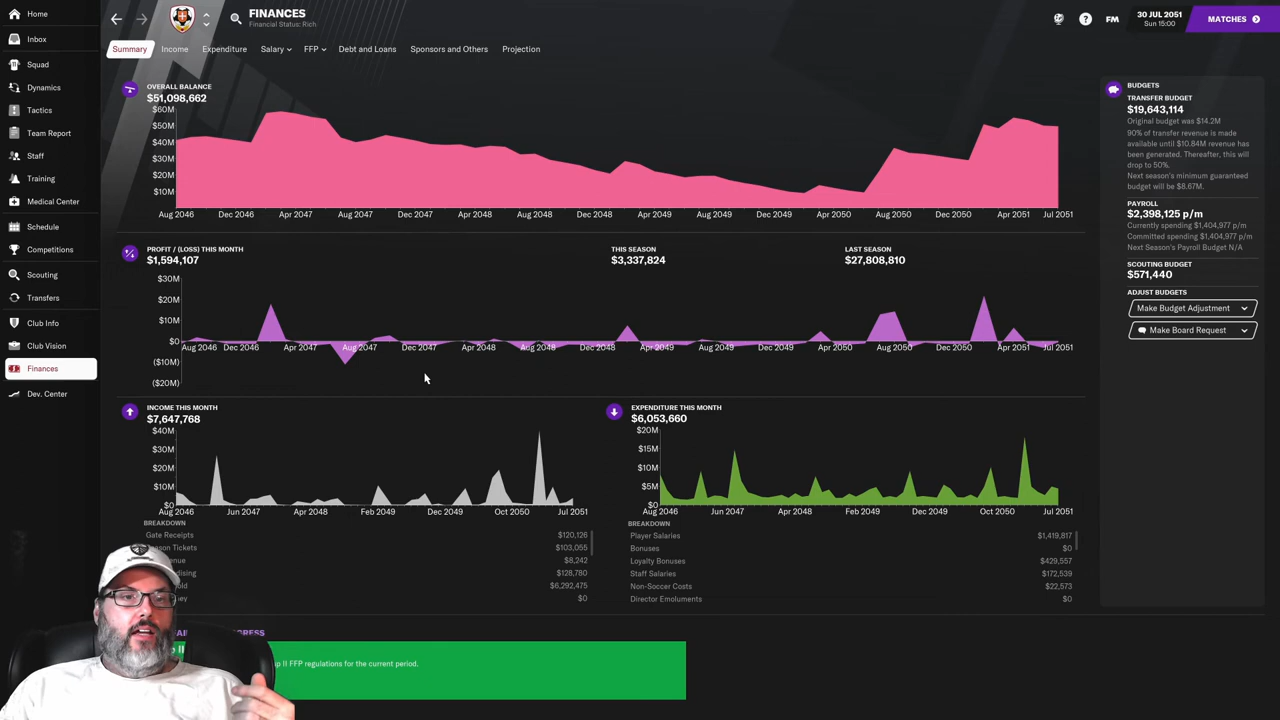 Home
Inbox
Squad
Dynamics
Tactics
Team Report
Staff
Training
Medical Center
Schedule
Competitions
Scouting
Transfers
Club Info
Club Vision
Finances
Dev. Center
FINANCES
Financial Status: Rich
FM
30 JUL 2051
Sun 15:00
MATCHES
Summary Income Expenditure Salary FFP Debt and Loans Sponsors and Others Projection
OVERALL BALANCE
$51,098,662
$60M
$50M
$40M
$30M
$20M
$10M
Aug 2046 Dec 2046 Apr 2047 Aug 2047 Dec 2047 Apr 2048 Aug 2048 Dec 2048 Apr 2049 Aug 2049 Dec 2049 Apr 2050 Aug 2050 Dec 2050 Apr 2051 Jul 2051
PROFIT / (LOSS) THIS MONTH
$1,594,107
THIS SEASON
$3,337,824
LAST SEASON
$27,808,810
$30M
$20M
$10M
$0
($10M)
($20M)
Aug 2046 Dec 2046 Apr 2047 Aug 2047 Dec 2047 Apr 2048 Aug 2048 Dec 2048 Apr 2049 Aug 2049 Dec 2049 Apr 2050 Aug 2050 Dec 2050 Apr 2051 Jul 2051
INCOME THIS MONTH
$7,647,768
$40M
$30M
$20M
$10M
$0
Aug 2046 Jun 2047 Apr 2048 Feb 2049 Dec 2049 Oct 2050 Jul 2051
BREAKDOWN
Gate Receipts $120,126
Tickets $103,055
$8,242
$128,780
$6,292,475
$0
EXPENDITURE THIS MONTH
$6,053,660
$20M
$15M
$10M
$5M
$0
Aug 2046 Jun 2047 Apr 2048 Feb 2049 Dec 2049 Oct 2050 Jul 2051
BREAKDOWN
Player Salaries $1,419,817
Bonuses $0
Loyalty Bonuses $429,557
Staff Salaries $172,539
Non-Soccer Costs $22,573
Director Emoluments $0
II FFP regulations for the current period.
BUDGETS
TRANSFER BUDGET
$19,643,114
Original budget was $14.2M
90% of transfer revenue is made
available until $10.84M revenue has
been generated. Thereafter, this will
drop to 50%.
Next season's minimum guaranteed
budget will be $8.67M.
PAYROLL
$2,398,125 p/m
Currently spending $1,404,977 p/m
Committed spending $1,404,977 p/m
Next Season's Payroll Budget N/A
SCOUTING BUDGET
$571,440
ADJUST BUDGETS
Make Budget Adjustment
Make Board Request